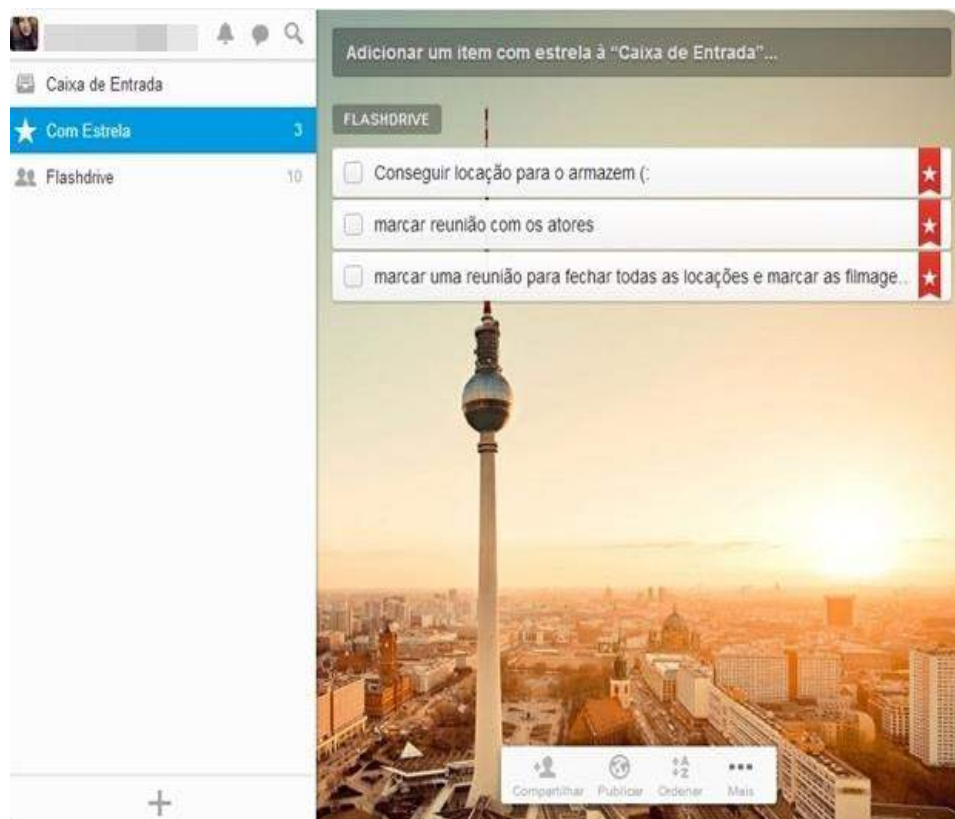 Caixa de Entrada
Com Estrela 3
Flashdrive 10
Adicionar um item com estrela à “Caixa de Entrada”...
FLASHDRIVE
Conseguir locação para o armazem (:
marcar reunião com os atores
marcar uma reunião para fechar todas as locações e marcar as filmage..
Compartilhar Publicar Ordenar Mais